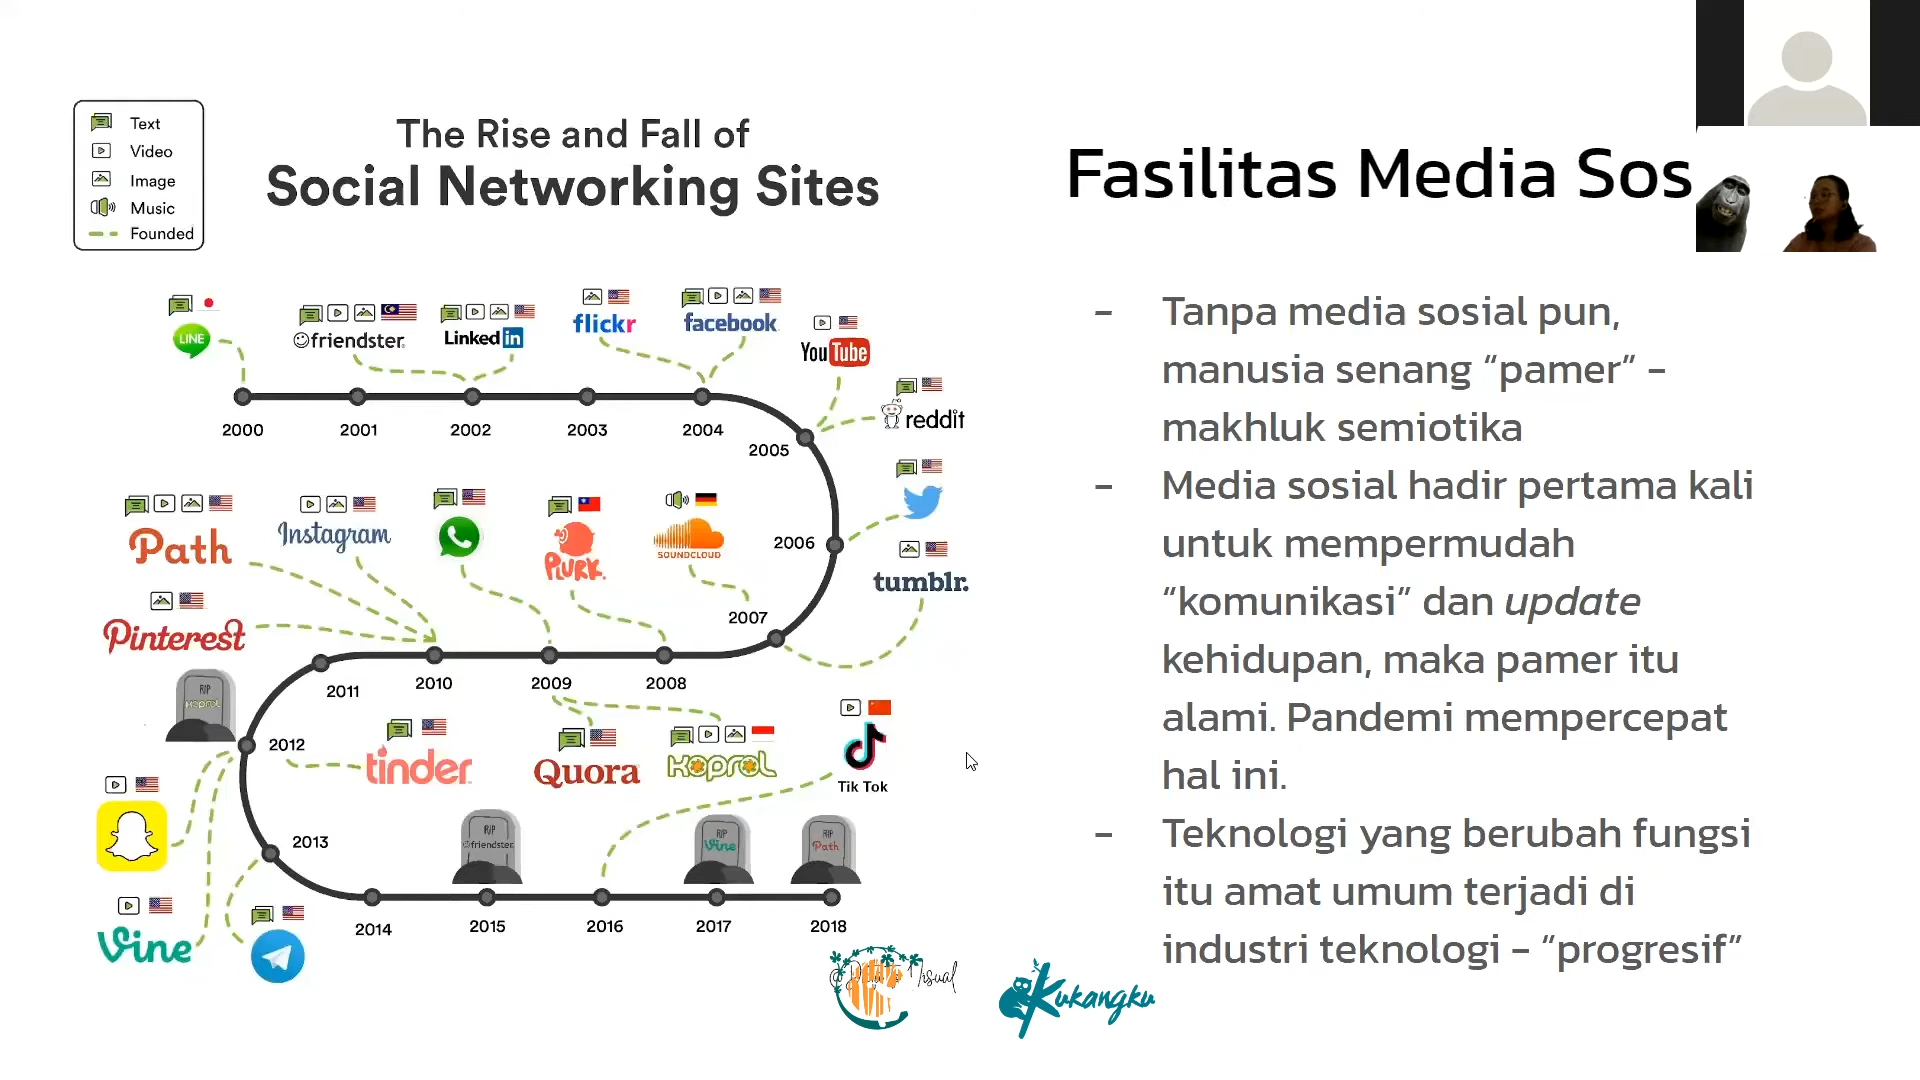 Text
Video
Image
Music
Founded
The Rise and Fall of
Social Networking Sites
LINE
friendster.
Linked in
flickr
facebook
YouTube
reddit
2000
2001
2002
2003
2004
2005
Path
Instagram
PLURK.
SOUNDCLOUD
2006
tumblr.
Pinterest
2007
2011
2010
2009
2008
RIP
koprol
2012
tinder
Quora
koprol
Tik Tok
2013
RIP
friendster
RIP
Vine
RIP
Path
Vine
2014
2015
2016
2017
2018
Kukangku
Fasilitas Media Sos
- Tanpa media sosial pun,
manusia senang “pamer” -
makhluk semiotika
- Media sosial hadir pertama kali
untuk mempermudah
“komunikasi” dan update
kehidupan, maka pamer itu
alami. Pandemi mempercepat
hal ini.
- Teknologi yang berubah fungsi
itu amat umum terjadi di
industri teknologi - “progresif”